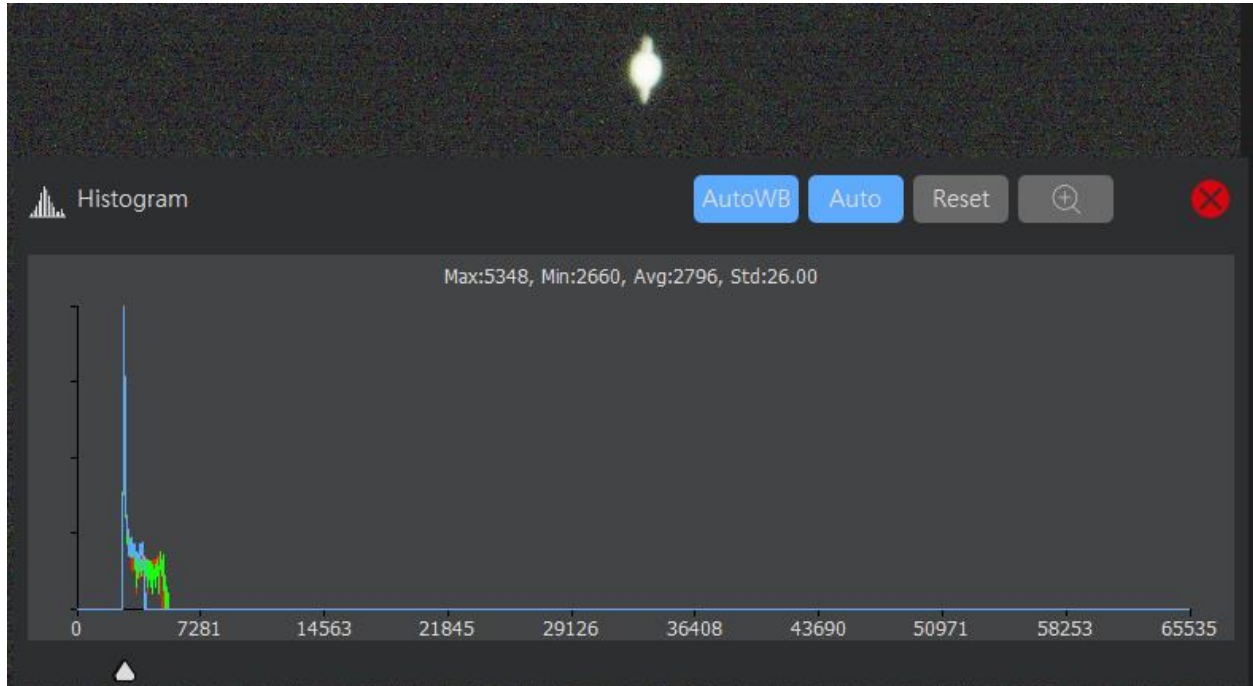 Histogram AutoWB Auto Reset
Max:5348, Min:2660, Avg:2796, Std:26.00
0 7281 14563 21845 29126 36408 43690 50971 58253 65535